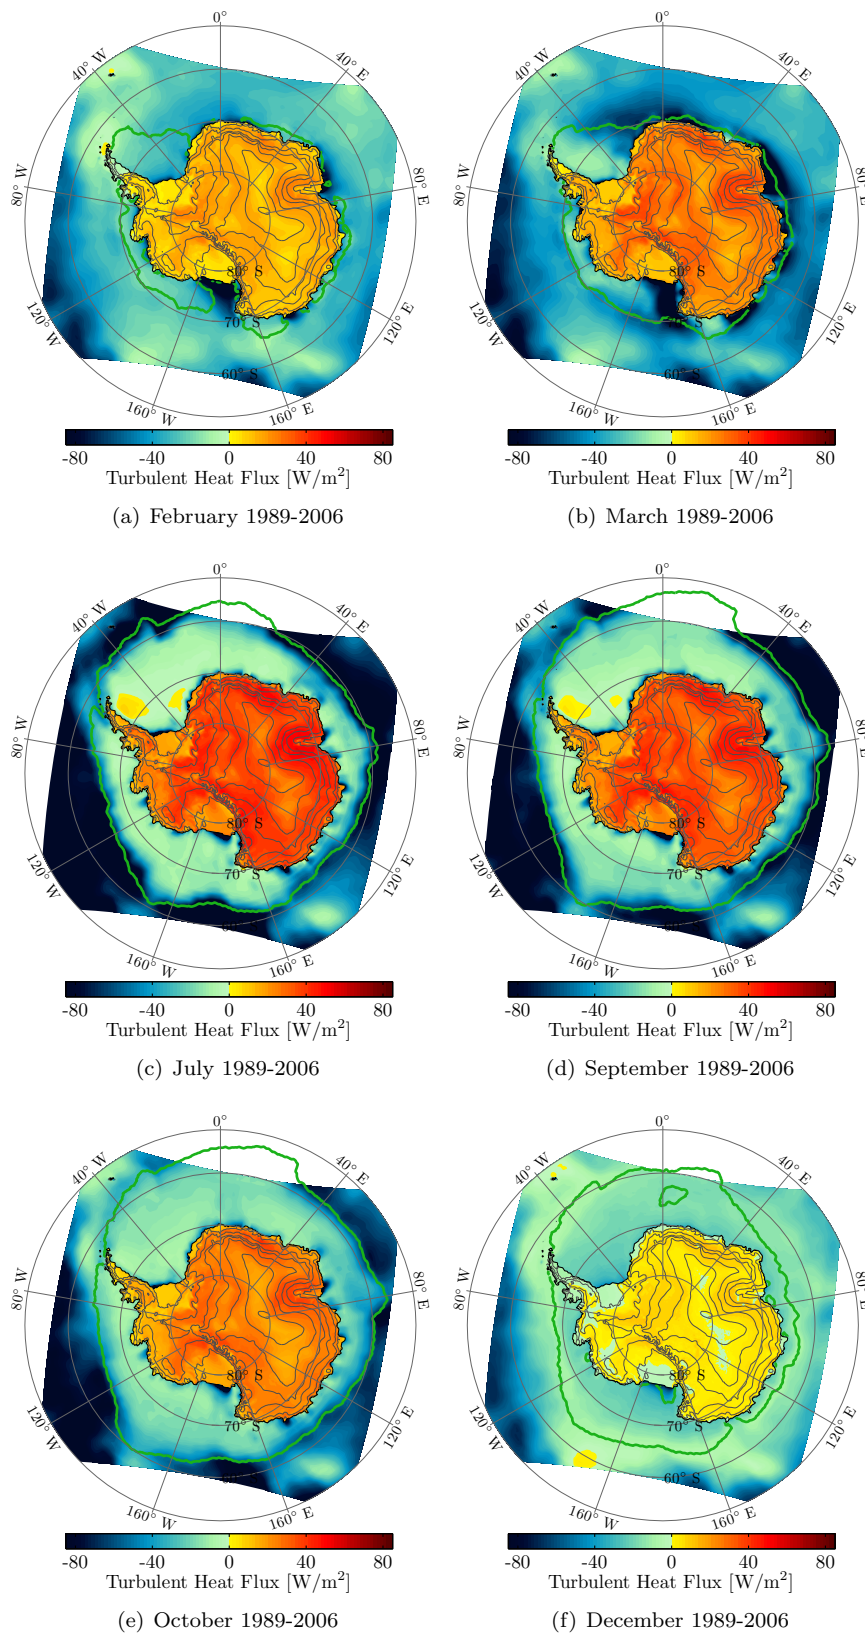 0°
0°
40° W
40° E
40° W
40° E
80° W
80° E
80° W
80° E
80° S
80° S
70° S
70° S
60° S
60° S
120° W
120° E
120° W
120° E
160° W
160° E
160° W
160° E
-80 -40 0 40 80
-80 -40 0 40 80
Turbulent Heat Flux [W/m²]
Turbulent Heat Flux [W/m²]
(a) February 1989-2006
(b) March 1989-2006
0°
0°
40° W
40° E
40° W
40° E
80° W
80° E
80° W
80° E
80° S
80° S
70° S
70° S
120° W
120° E
120° W
120° E
160° W
160° E
160° W
160° E
-80 -40 0 40 80
-80 -40 0 40 80
Turbulent Heat Flux [W/m²]
Turbulent Heat Flux [W/m²]
(c) July 1989-2006
(d) September 1989-2006
0°
0°
40° W
40° E
40° W
40° E
80° W
80° E
80° W
80° E
80° S
80° S
70° S
70° S
60° S
120° W
120° E
120° W
120° E
160° W
160° E
160° W
160° E
-80 -40 0 40 80
-80 -40 0 40 80
Turbulent Heat Flux [W/m²]
Turbulent Heat Flux [W/m²]
(e) October 1989-2006
(f) December 1989-2006